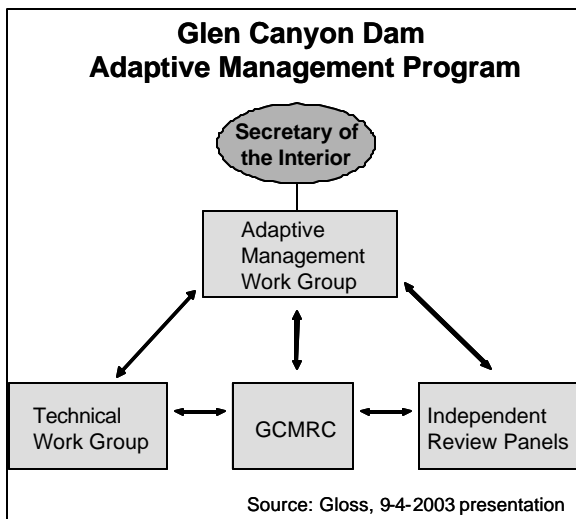 Glen Canyon Dam
Adaptive Management Program
Secretary of
the Interior
Adaptive
Management
Work Group
Technical
Work Group
GCMRC
Independent
Review Panels
Source: Gloss, 9-4-2003 presentation